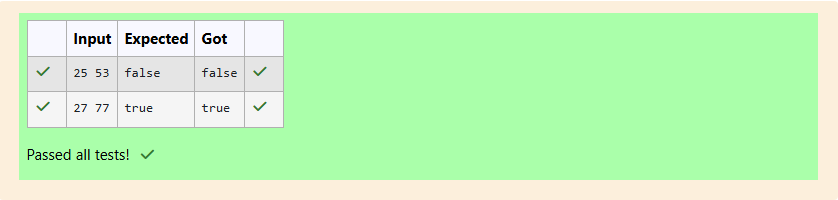 Input Expected Got
25 53 false false
27 77 true true
Passed all tests!